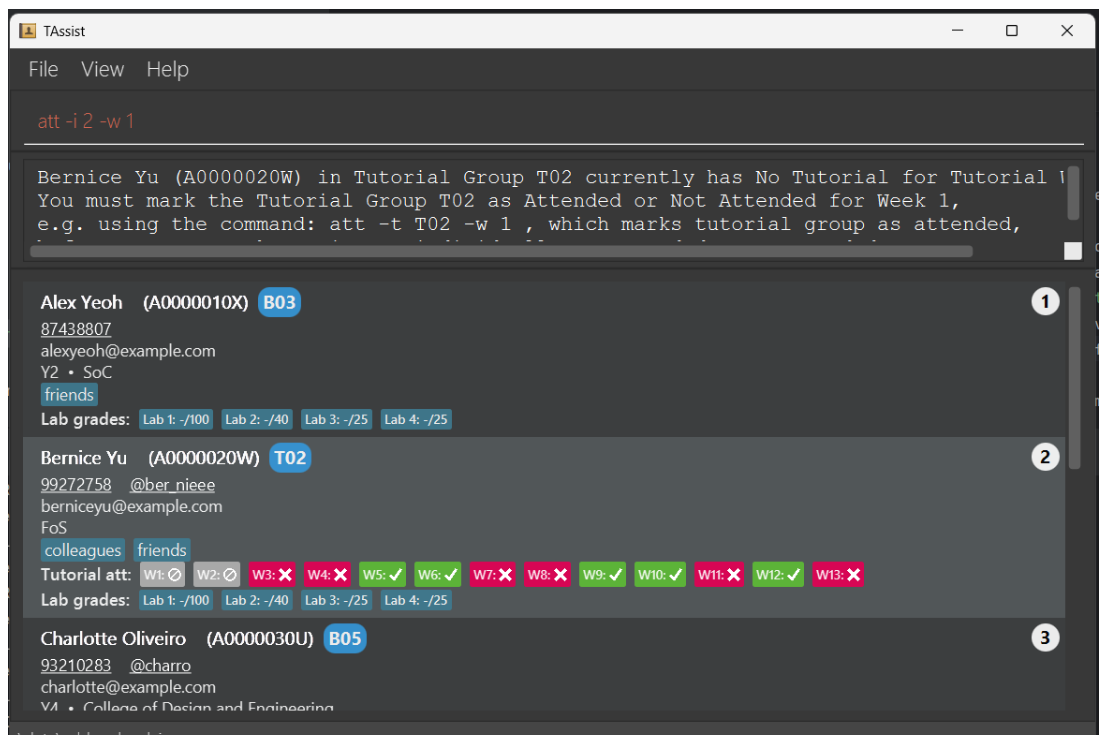 TAssist
File View Help
att -i 2 -w 1
Bernice Yu (A0000020W) in Tutorial Group T02 currently has No Tutorial for Tutorial
You must mark the Tutorial Group T02 as Attended or Not Attended for Week 1,
e.g. using the command: att -t T02 -w 1 , which marks tutorial group as attended,
Alex Yeoh (A0000010X) B03 1
87438807
alexyeoh@example.com
Y2 • SoC
friends
Lab grades: Lab 1: -/100 Lab 2: -/40 Lab 3: -/25 Lab 4: -/25
Bernice Yu (A0000020W) T02 2
99272758 @ber_nieee
berniceyu@example.com
FoS
colleagues friends
Tutorial att: W1: W2: W3: W4: W5: W6: W7: W8: W9: W10: W11: W12: W13:
Lab grades: Lab 1: -/100 Lab 2: -/40 Lab 3: -/25 Lab 4: -/25
Charlotte Oliveiro (A0000030U) B05 3
93210283 @charro
charlotte@example.com
Y4 • College of Design and Engineering